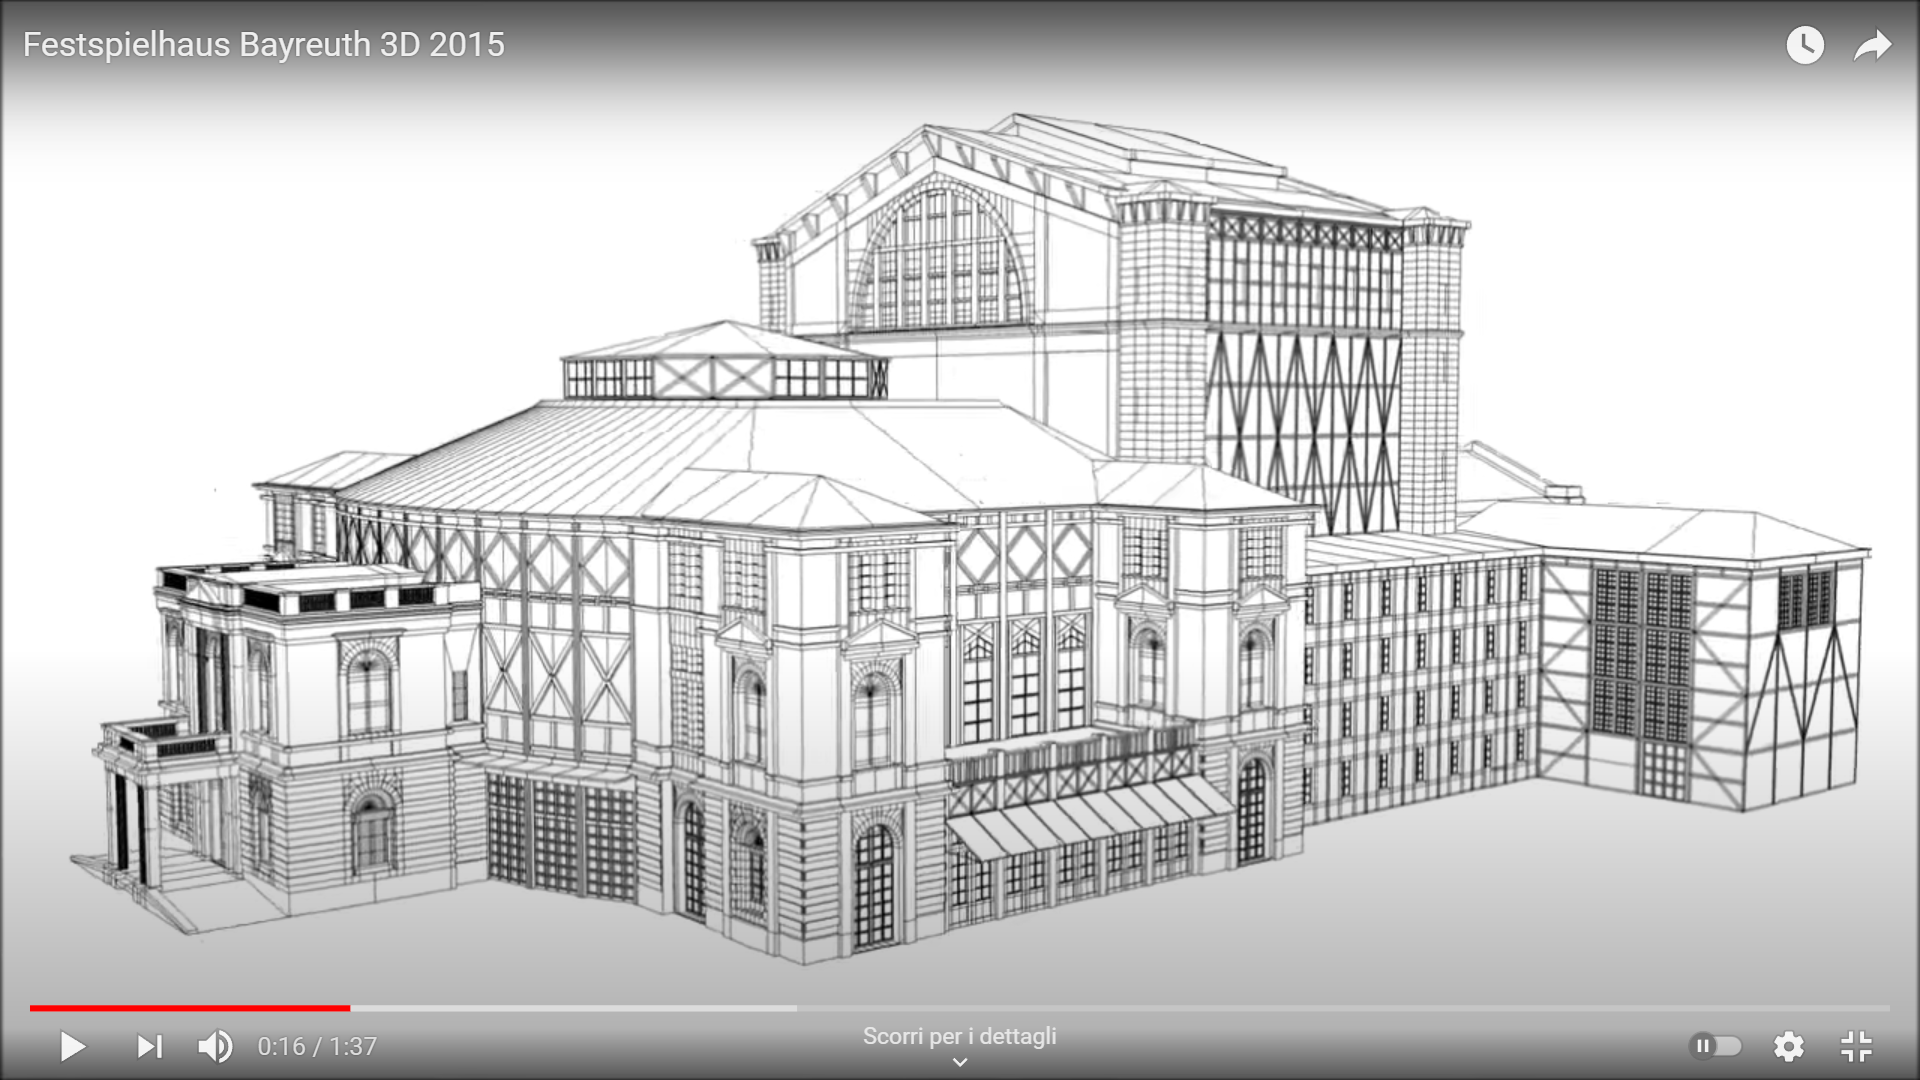 Festspielhaus Bayreuth 3D 2015
0:16 / 1:37
Scorri per i dettagli